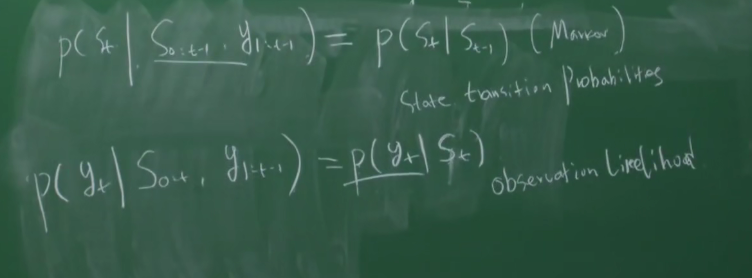 p(s_t | s_{0:t-1}, y_{1:t-1}) = p(s_t | s_{t-1}) (Markov)
State transition Probabilites
p(y_t | s_{0:t}, y_{1:t-1}) = p(y_t | s_t)
observation Likelihood